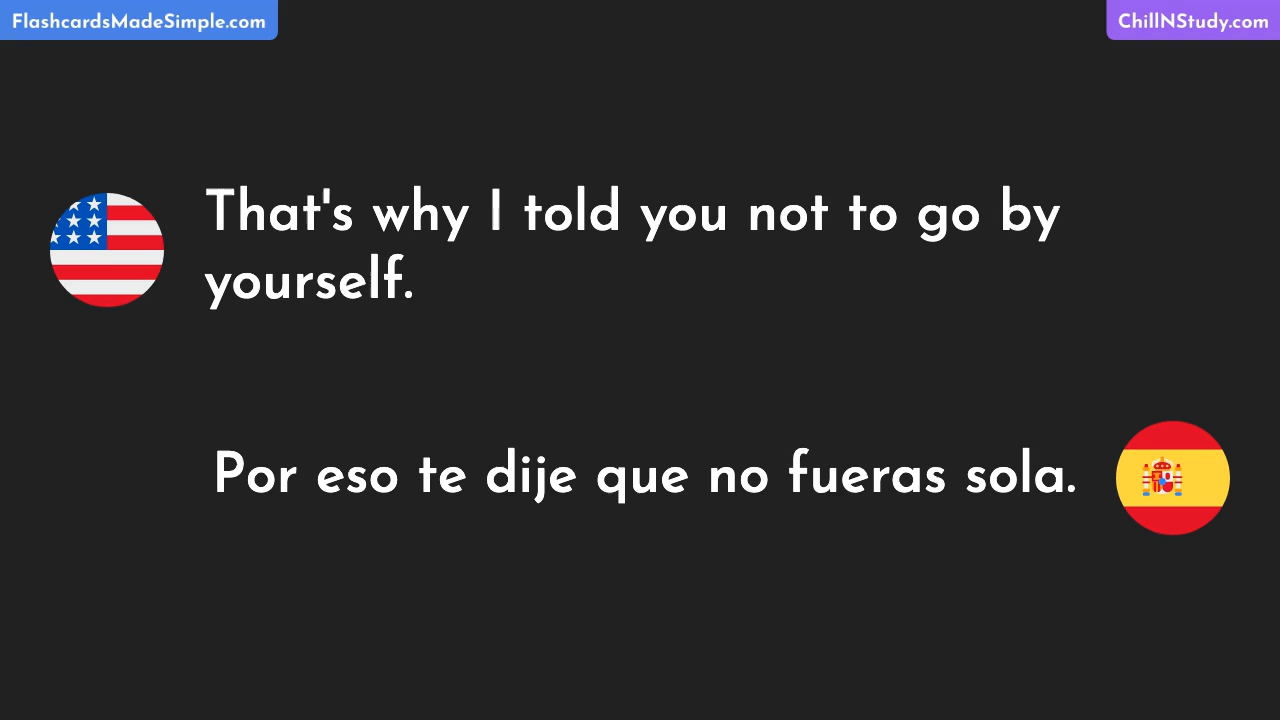 FlashcardsMadeSimple.com
ChillNStudy.com
That's why I told you not to go by
yourself.
Por eso te dije que no fueras sola.